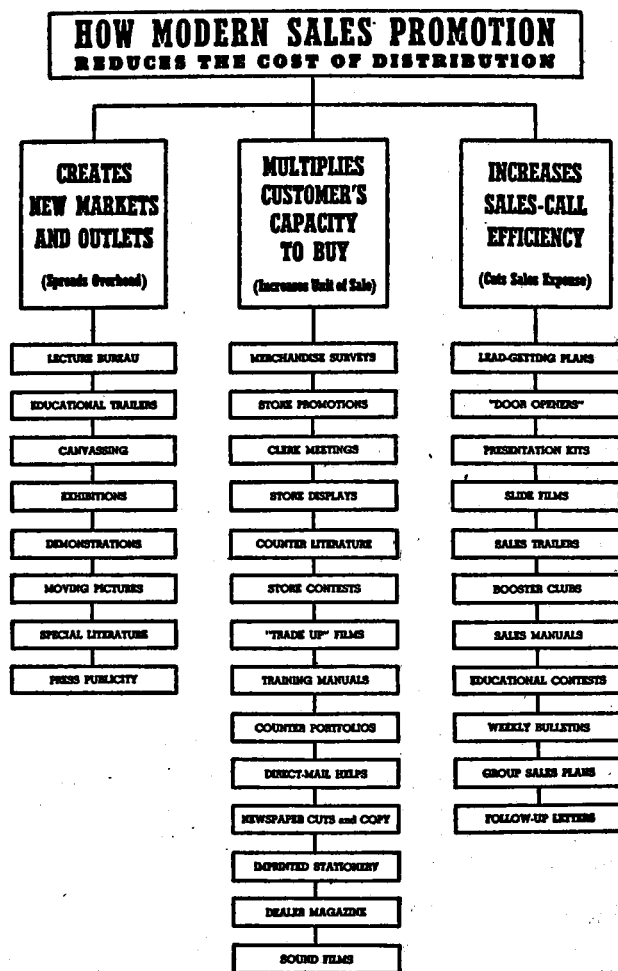 HOW MODERN SALES PROMOTION
REDUCES THE COST OF DISTRIBUTION
CREATES
NEW MARKETS
AND OUTLETS
(Spreads Overhead)
LECTURE BUREAU
EDUCATIONAL TRAILERS
CANVASSING
EXHIBITIONS
DEMONSTRATIONS
MOVING PICTURES
SPECIAL LITERATURE
PRESS PUBLICITY
MULTIPLIES
CUSTOMER'S
CAPACITY
TO BUY
(Increases Unit of Sale)
MERCHANDISE SURVEYS
STORE PROMOTIONS
CLERK MEETINGS
STORE DISPLAYS
COUNTER LITERATURE
STORE CONTESTS
"TRADE UP" FILMS
TRAINING MANUALS
COUNTER PORTFOLIOS
DIRECT-MAIL HELPS
NEWSPAPER CUTS and COPY
IMPRINTED STATIONERY
DEALER MAGAZINE
SOUND FILMS
INCREASES
SALES-CALL
EFFICIENCY
(Cuts Sales Expense)
LEAD-GETTING PLANS
"DOOR OPENERS"
PRESENTATION KITS
SLIDE FILMS
SALES TRAILERS
BOOSTER CLUBS
SALES MANUALS
EDUCATIONAL CONTESTS
WEEKLY BULLETINS
GROUP SALES PLANS
FOLLOW-UP LETTERS